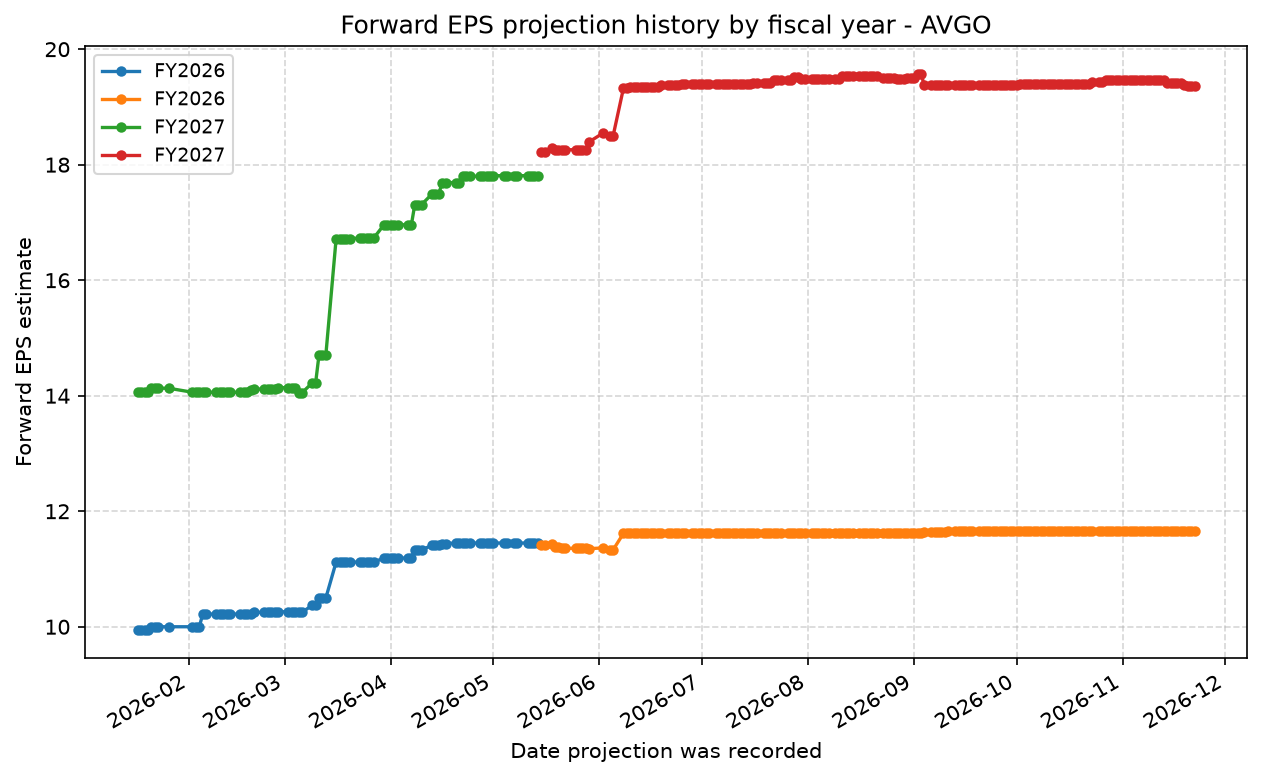 Forward EPS projection history by fiscal year - AVGO
FY2026
FY2026
FY2027
FY2027
Forward EPS estimate
20
18
16
14
12
10
2026-02
2026-03
2026-04
2026-05
2026-06
2026-07
2026-08
2026-09
2026-10
2026-11
2026-12
Date projection was recorded